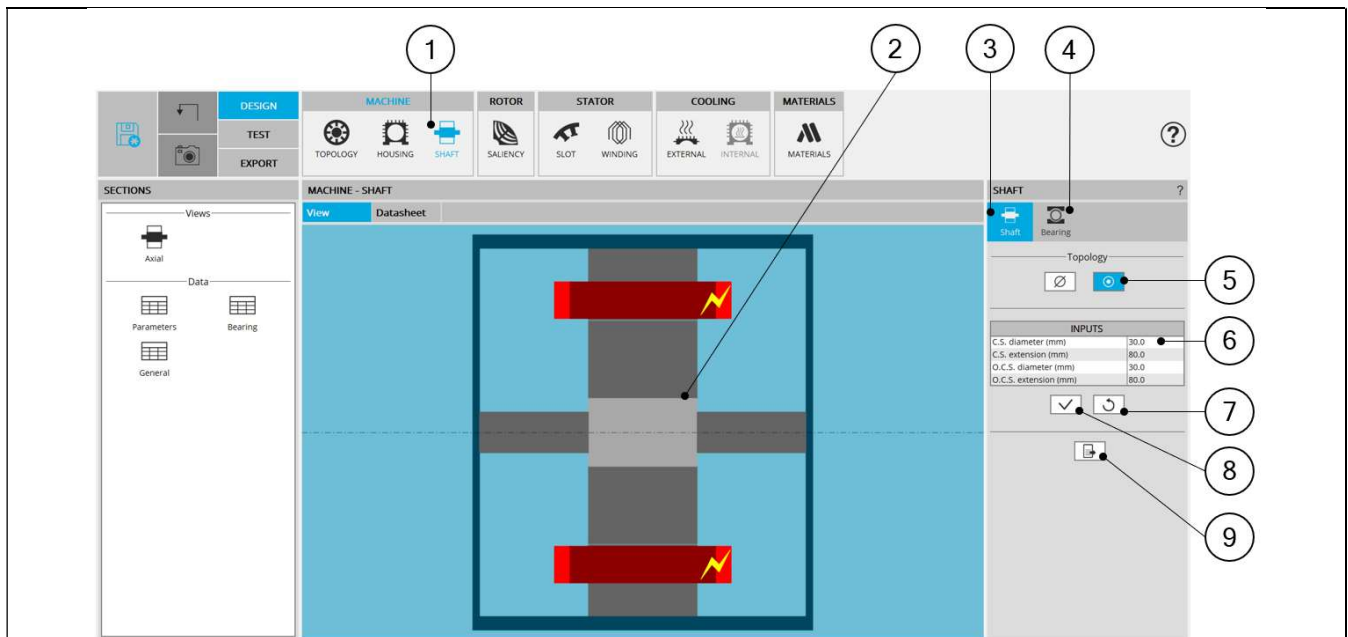 1
2
3
4
DESIGN
TEST
EXPORT
MACHINE
TOPOLOGY
HOUSING
SHAFT
ROTOR
SALIENCY
STATOR
SLOT
WINDING
COOLING
EXTERNAL
INTERNAL
MATERIALS
MATERIALS
?
SECTIONS
Views
Axial
Data
Parameters
Bearing
General
MACHINE - SHAFT
View
Datasheet
SHAFT
?
Shaft
Bearing
Topology
5
INPUTS
C.S. diameter (mm) 30.0
C.S. extension (mm) 80.0
O.C.S. diameter (mm) 30.0
O.C.S. extension (mm) 80.0
6
7
8
9